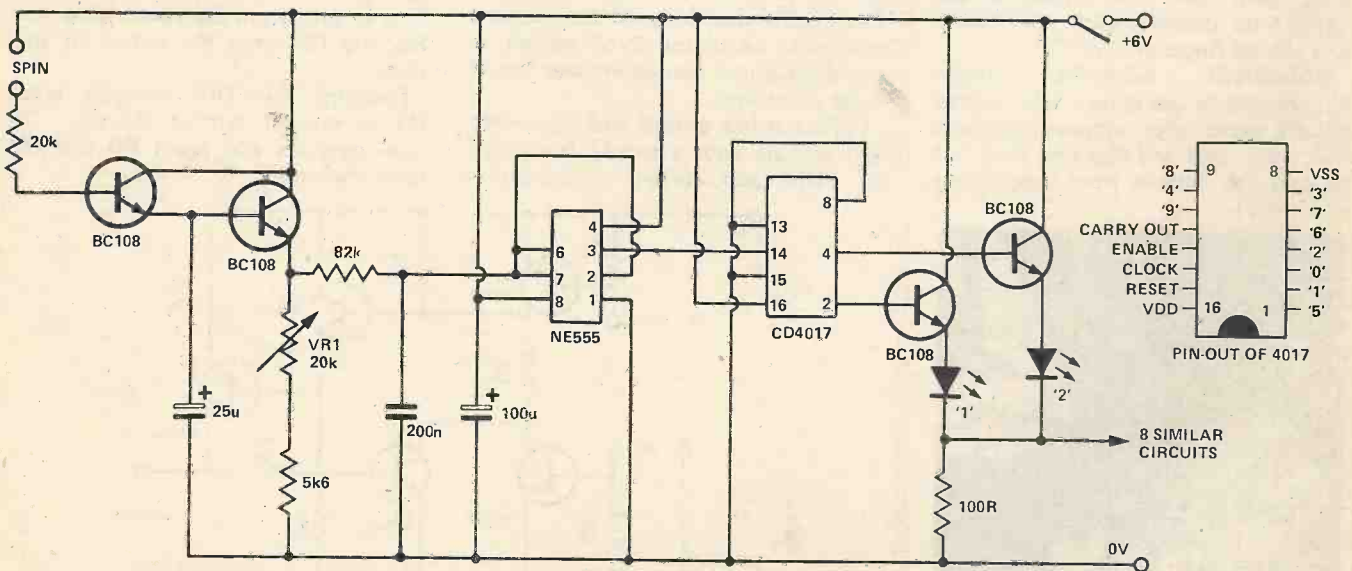 +6V
SPIN
20k
BC108
BC108
82k
VR1
20k
25u
5k6
200n
100u
4
6
3
7
2
8
1
NE555
8
13
14
4
15
16
2
CD4017
BC108
BC108
'1'
'2'
8 SIMILAR
CIRCUITS
100R
0V
'8'
9
8
VSS
'4'
'3'
'9'
'7'
CARRY OUT
'6'
ENABLE
'2'
CLOCK
'0'
RESET
'1'
VDD
16
1
'5'
PIN-OUT OF 4017